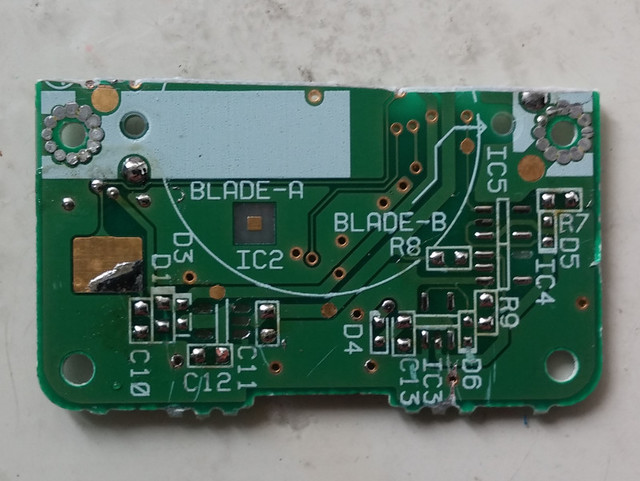 BLADE-A
IC5
BLADE-B
R7
R8
D3
IC2
D5
D1
IC4
R9
D4
C10
C12
C11
C13
IC3
D6